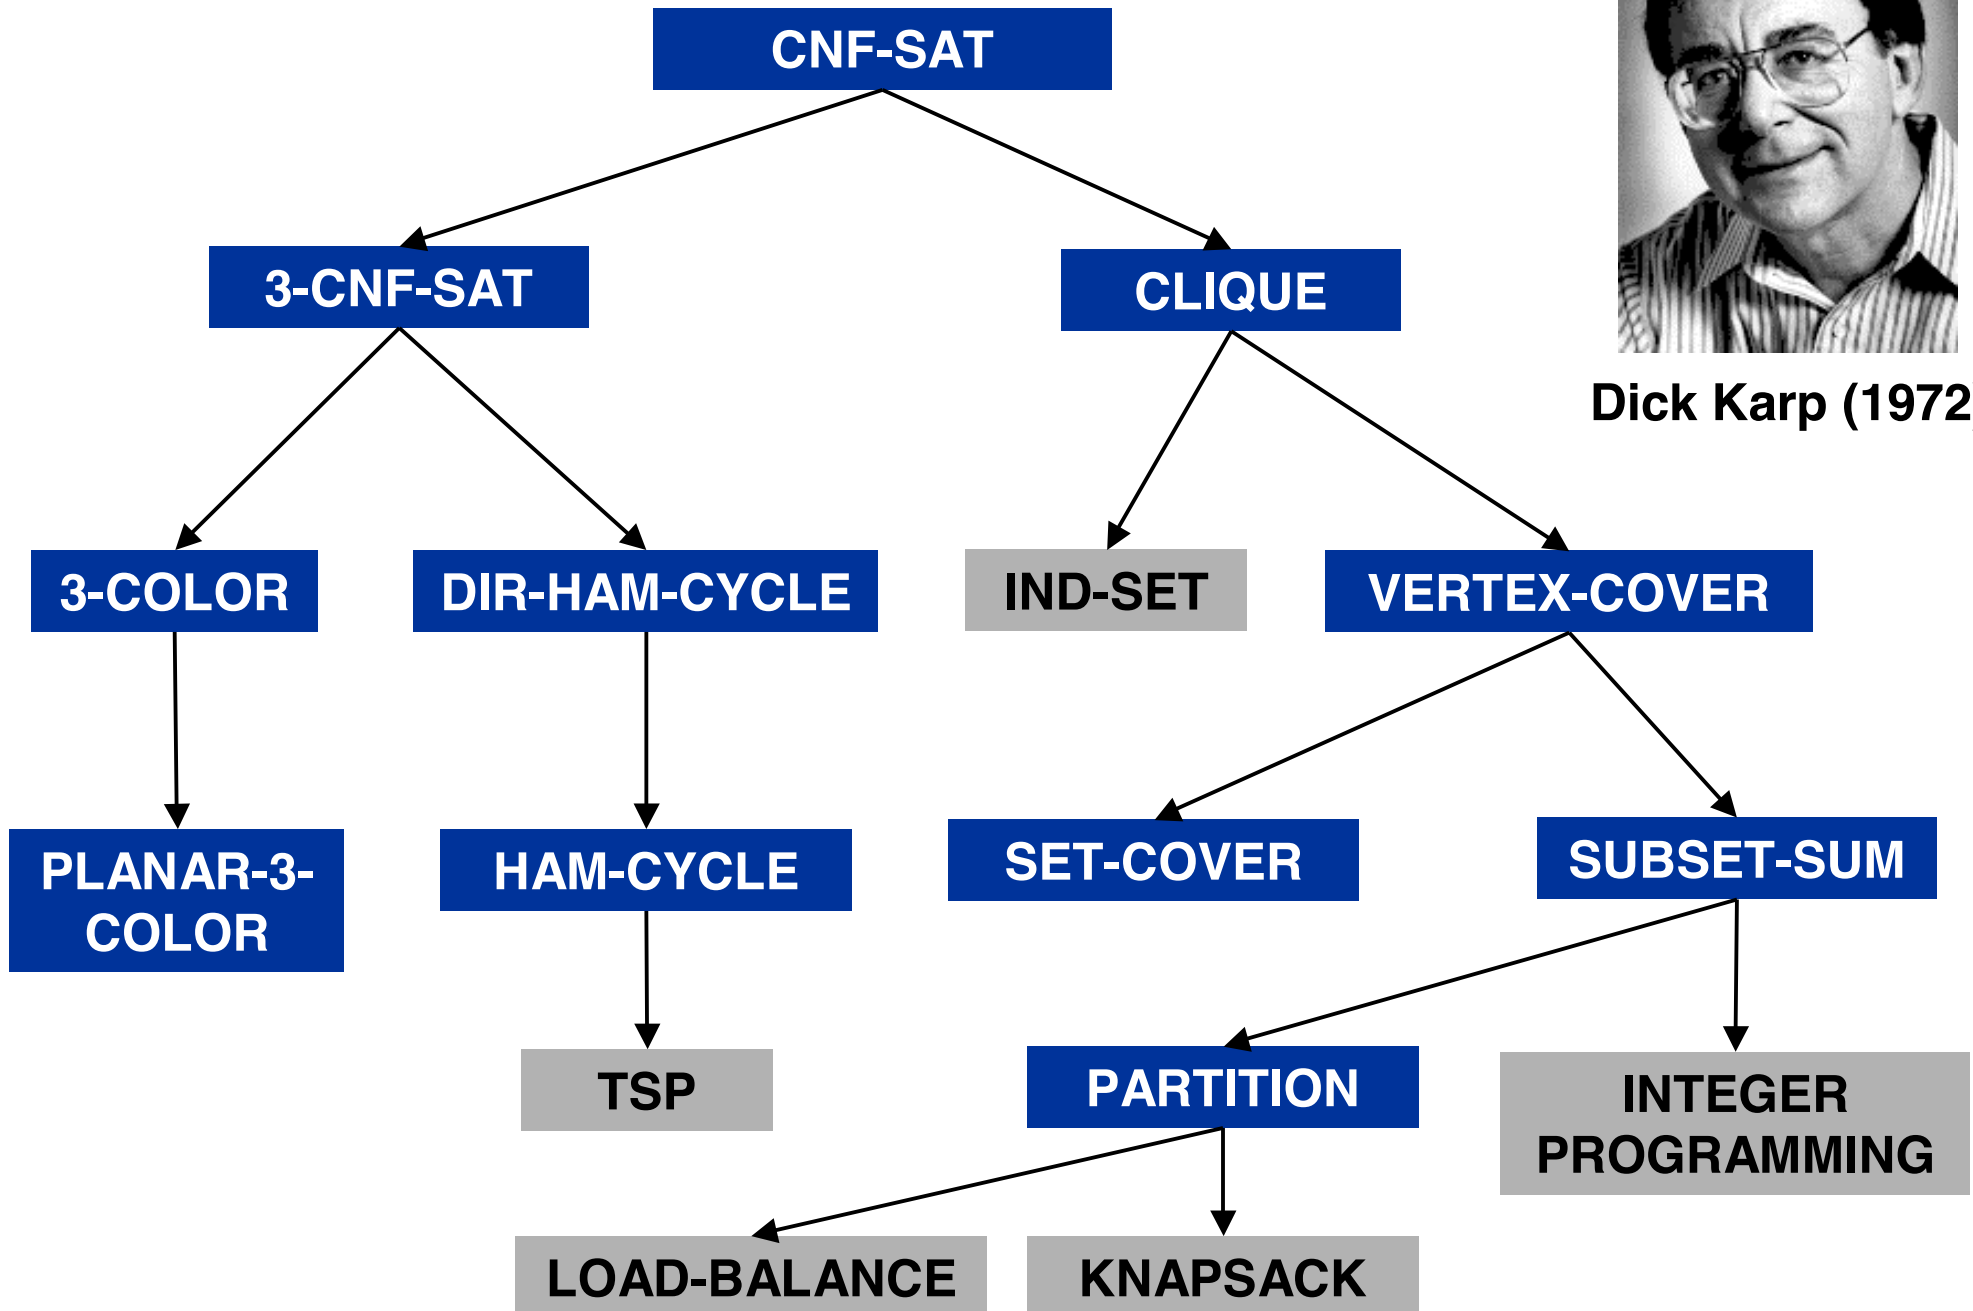 CNF-SAT
3-CNF-SAT
CLIQUE
Dick Karp (1972
3-COLOR
DIR-HAM-CYCLE
IND-SET
VERTEX-COVER
PLANAR-3-
COLOR
HAM-CYCLE
SET-COVER
SUBSET-SUM
TSP
PARTITION
INTEGER
PROGRAMMING
LOAD-BALANCE
KNAPSACK